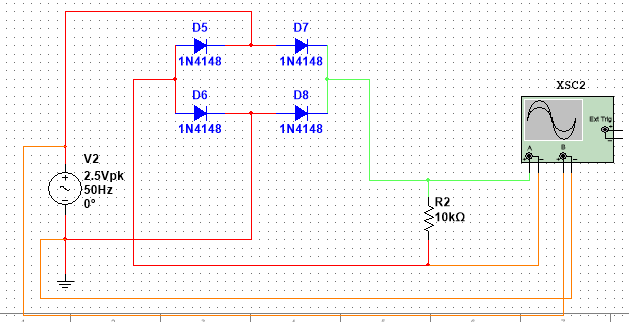 D5
D7
1N4148
1N4148
XSC2
D6
D8
Ext Trig
1N4148
1N4148
A
B
V2
2.5Vpk
50Hz
0°
R2
10kΩ